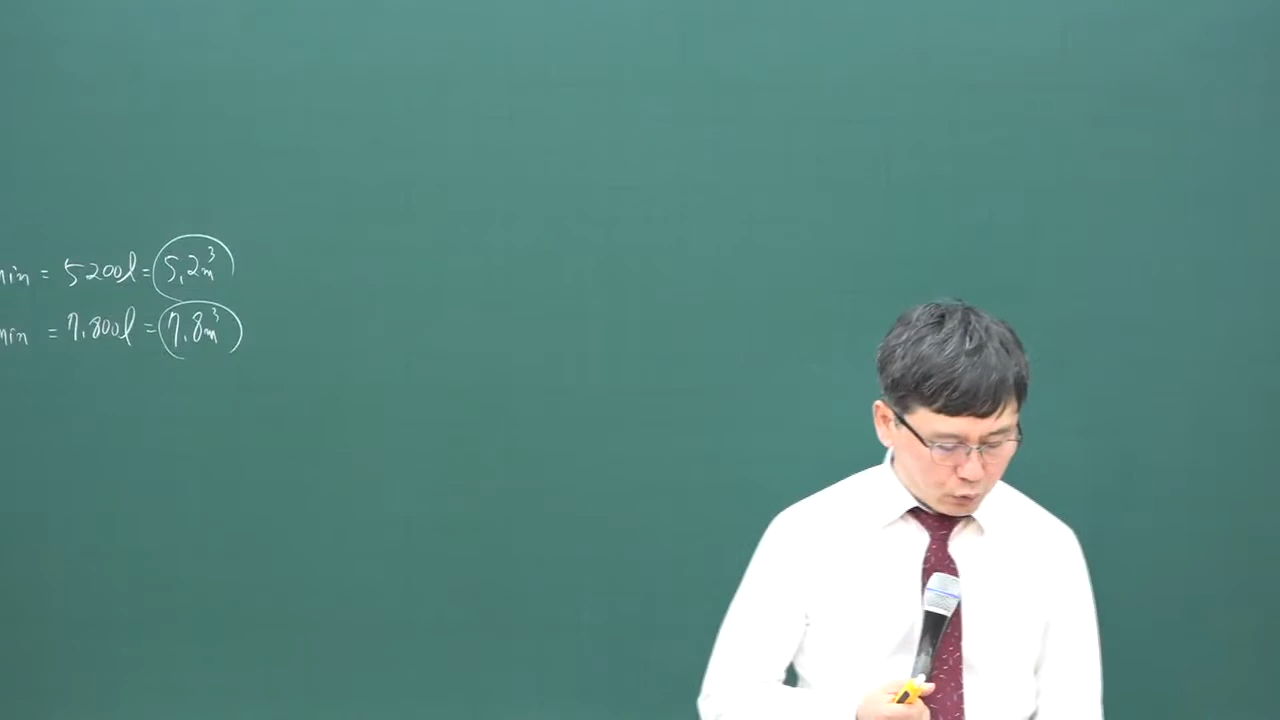 min = 5200l = 5.2m³
min = 7.800l = 7.8m³